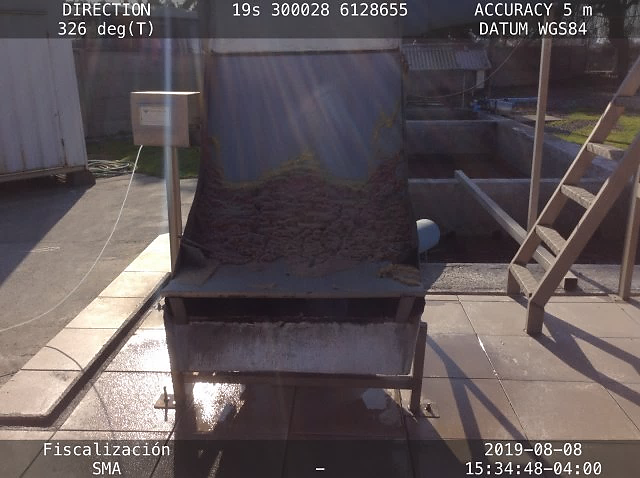 DIRECTION
326 deg(T)
19s 300028 6128655
ACCURACY 5 m
DATUM WGS84
Fiscalización
SMA
–
2019-08-08
15:34:48-04:00